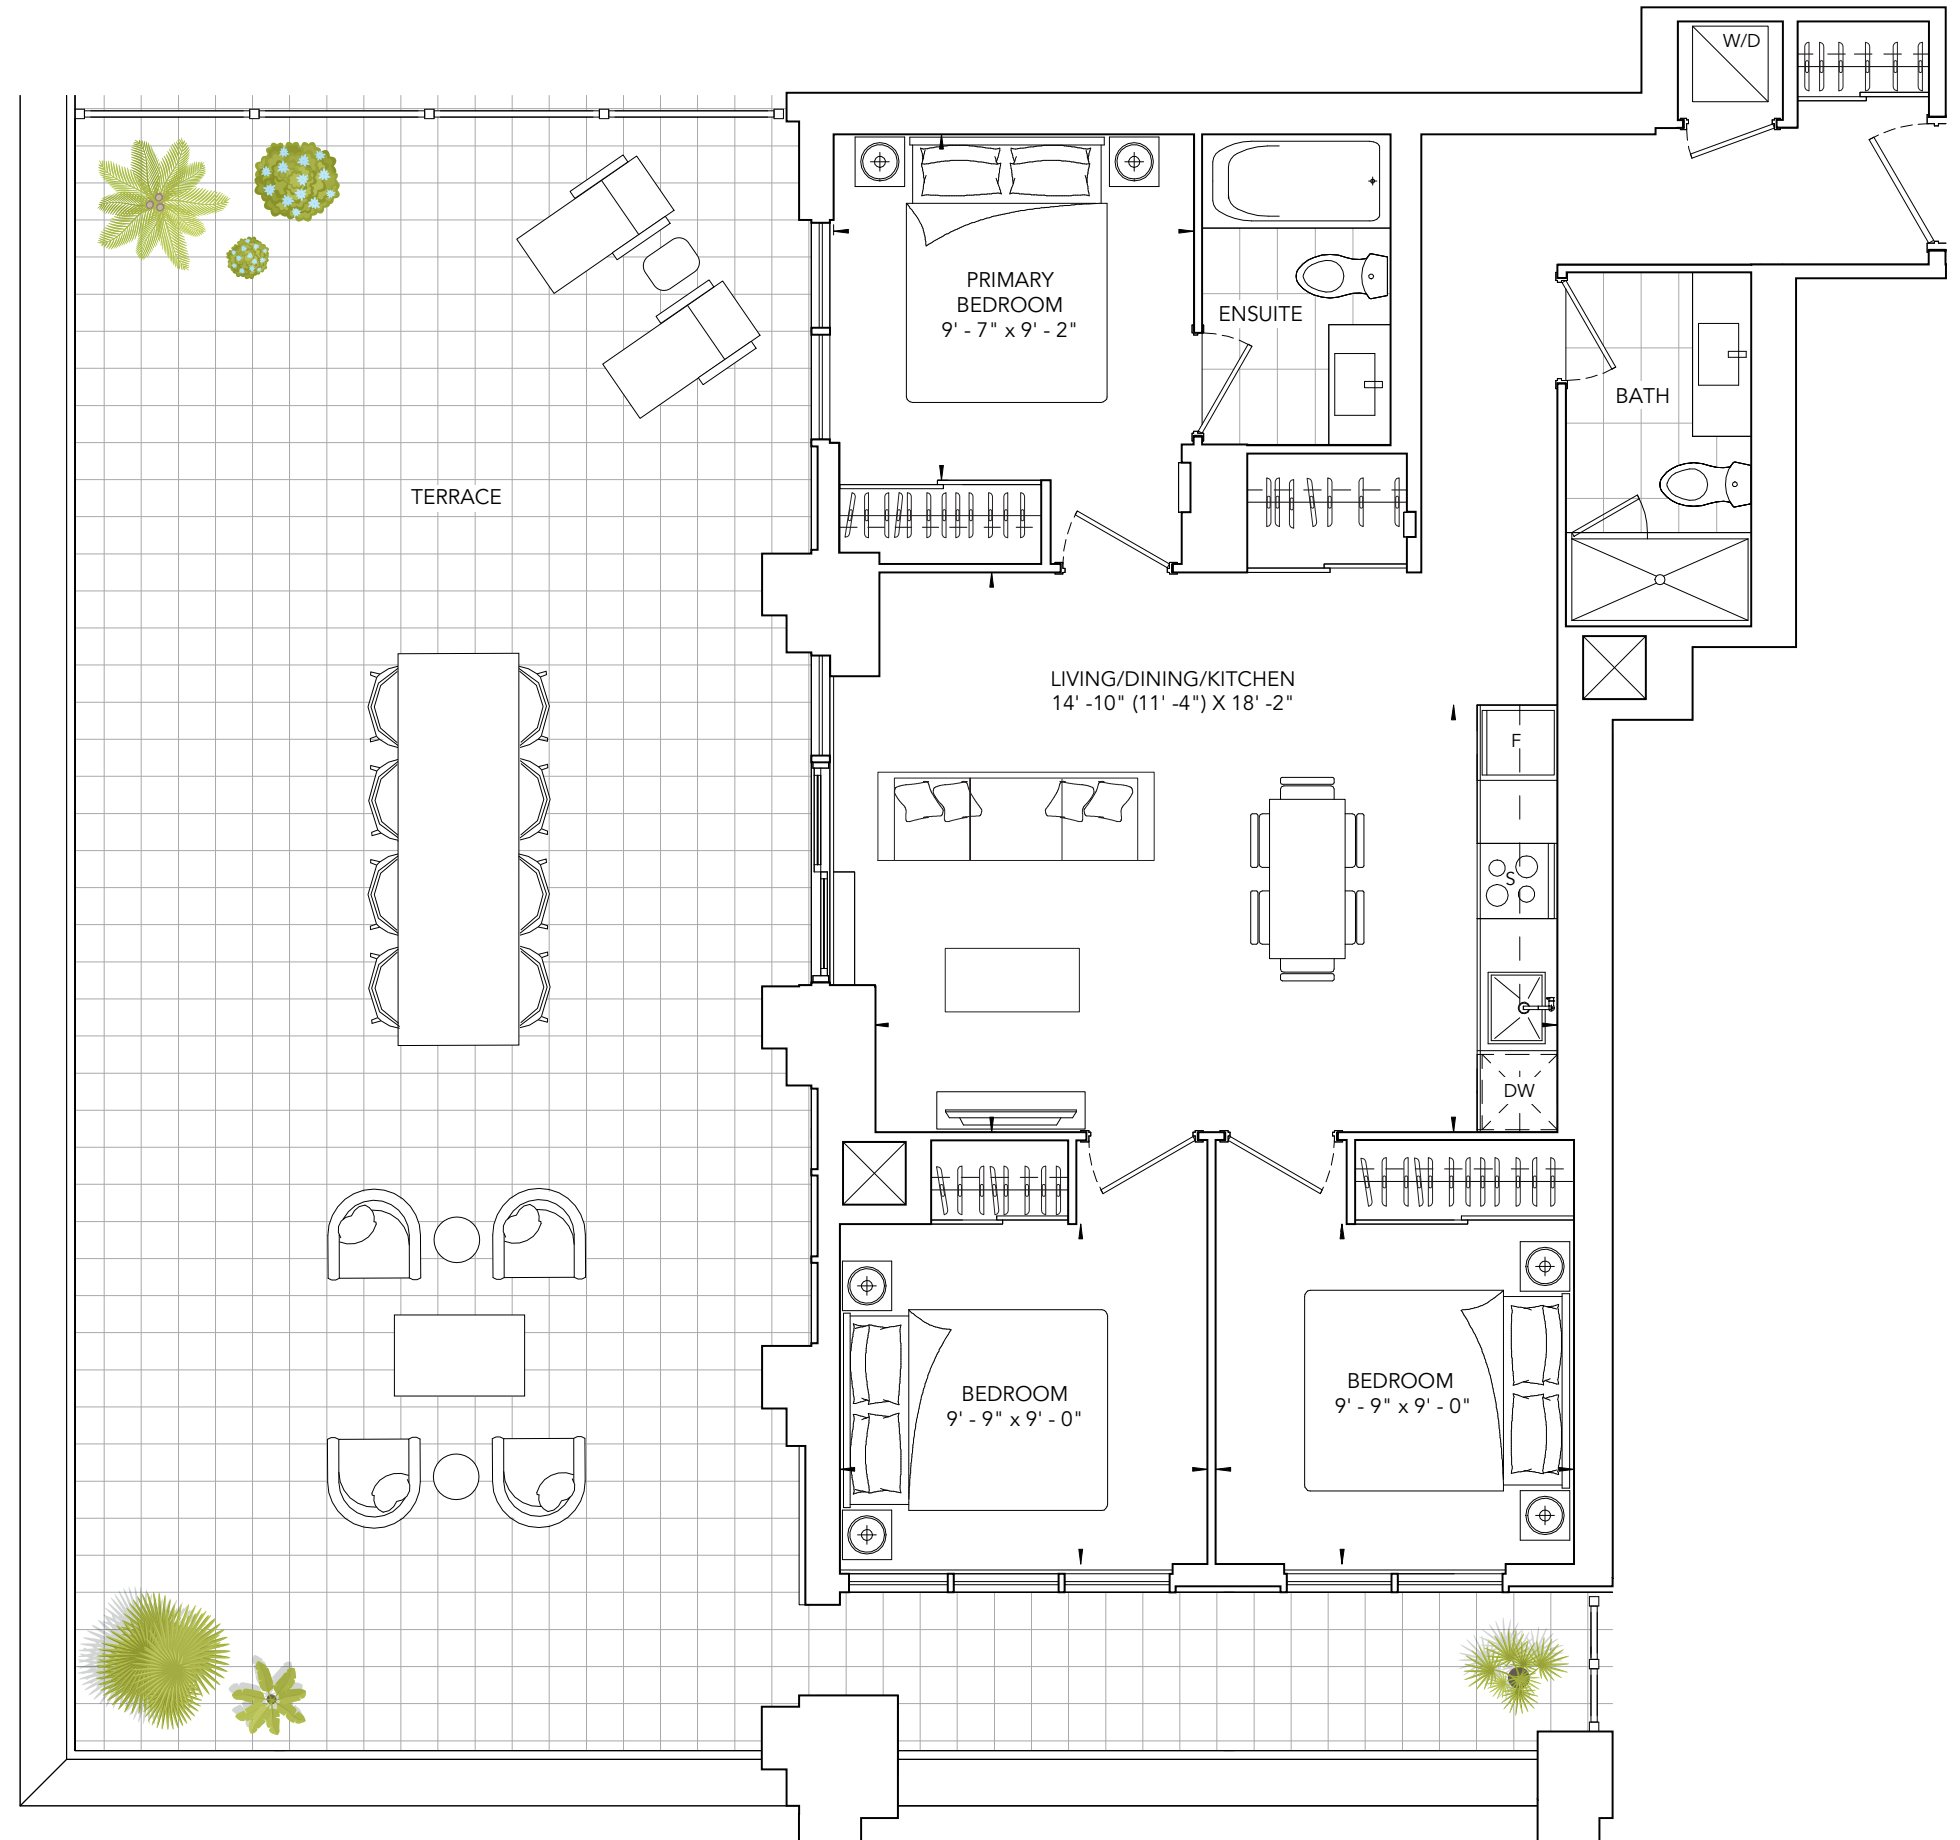 W/D
PRIMARY
BEDROOM
9' - 7" x 9' - 2"
ENSUITE
BATH
TERRACE
LIVING/DINING/KITCHEN
14' -10" (11' -4") X 18' -2"
F
S
DW
BEDROOM
9' - 9" x 9' - 0"
BEDROOM
9' - 9" x 9' - 0"